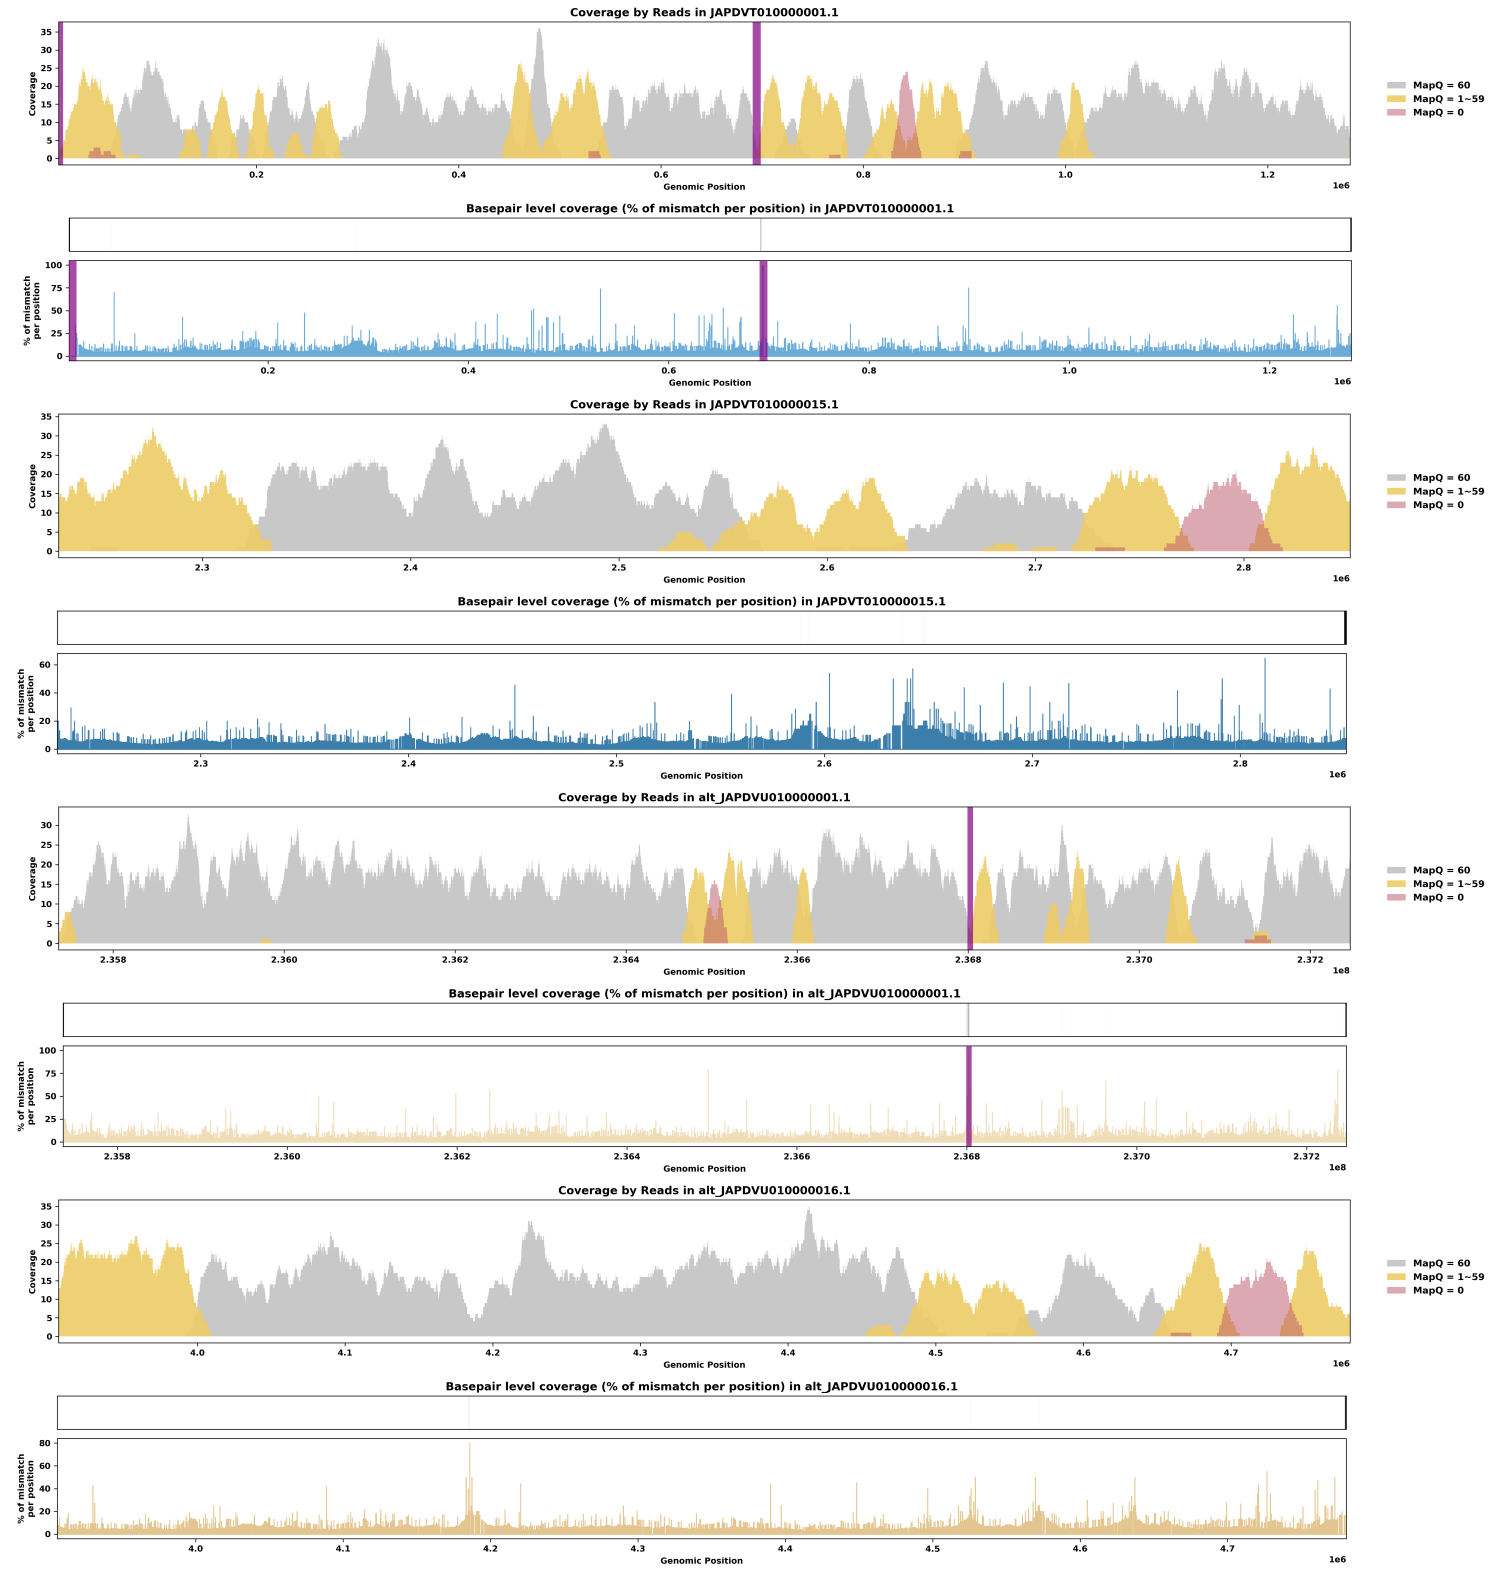 Coverage by Reads in JAPDVT010000001.1
35
30
25
20
15
10
5
0
Coverage
0.2 0.4 0.6 0.8 1.0 1.2
1e6
Genomic Position
MapQ = 60
MapQ = 1~59
MapQ = 0
Basepair level coverage (% of mismatch per position) in JAPDVT010000001.1
100
75
50
25
0
% of mismatch
per position
0.2 0.4 0.6 0.8 1.0 1.2
1e6
Genomic Position
Coverage by Reads in JAPDVT010000015.1
35
30
25
20
15
10
5
0
Coverage
2.3 2.4 2.5 2.6 2.7 2.8
1e6
Genomic Position
MapQ = 60
MapQ = 1~59
MapQ = 0
Basepair level coverage (% of mismatch per position) in JAPDVT010000015.1
60
40
20
0
% of mismatch
per position
2.3 2.4 2.5 2.6 2.7 2.8
1e6
Genomic Position
Coverage by Reads in alt_JAPDVU010000001.1
30
25
20
15
10
5
0
Coverage
2.358 2.360 2.362 2.364 2.366 2.368 2.370 2.372
1e8
Genomic Position
MapQ = 60
MapQ = 1~59
MapQ = 0
Basepair level coverage (% of mismatch per position) in alt_JAPDVU010000001.1
100
75
50
25
0
% of mismatch
per position
2.358 2.360 2.362 2.364 2.366 2.368 2.370 2.372
1e8
Genomic Position
Coverage by Reads in alt_JAPDVU010000016.1
35
30
25
20
15
10
5
0
Coverage
4.0 4.1 4.2 4.3 4.4 4.5 4.6 4.7
1e6
Genomic Position
MapQ = 60
MapQ = 1~59
MapQ = 0
Basepair level coverage (% of mismatch per position) in alt_JAPDVU010000016.1
80
60
40
20
0
% of mismatch
per position
4.0 4.1 4.2 4.3 4.4 4.5 4.6 4.7
1e6
Genomic Position